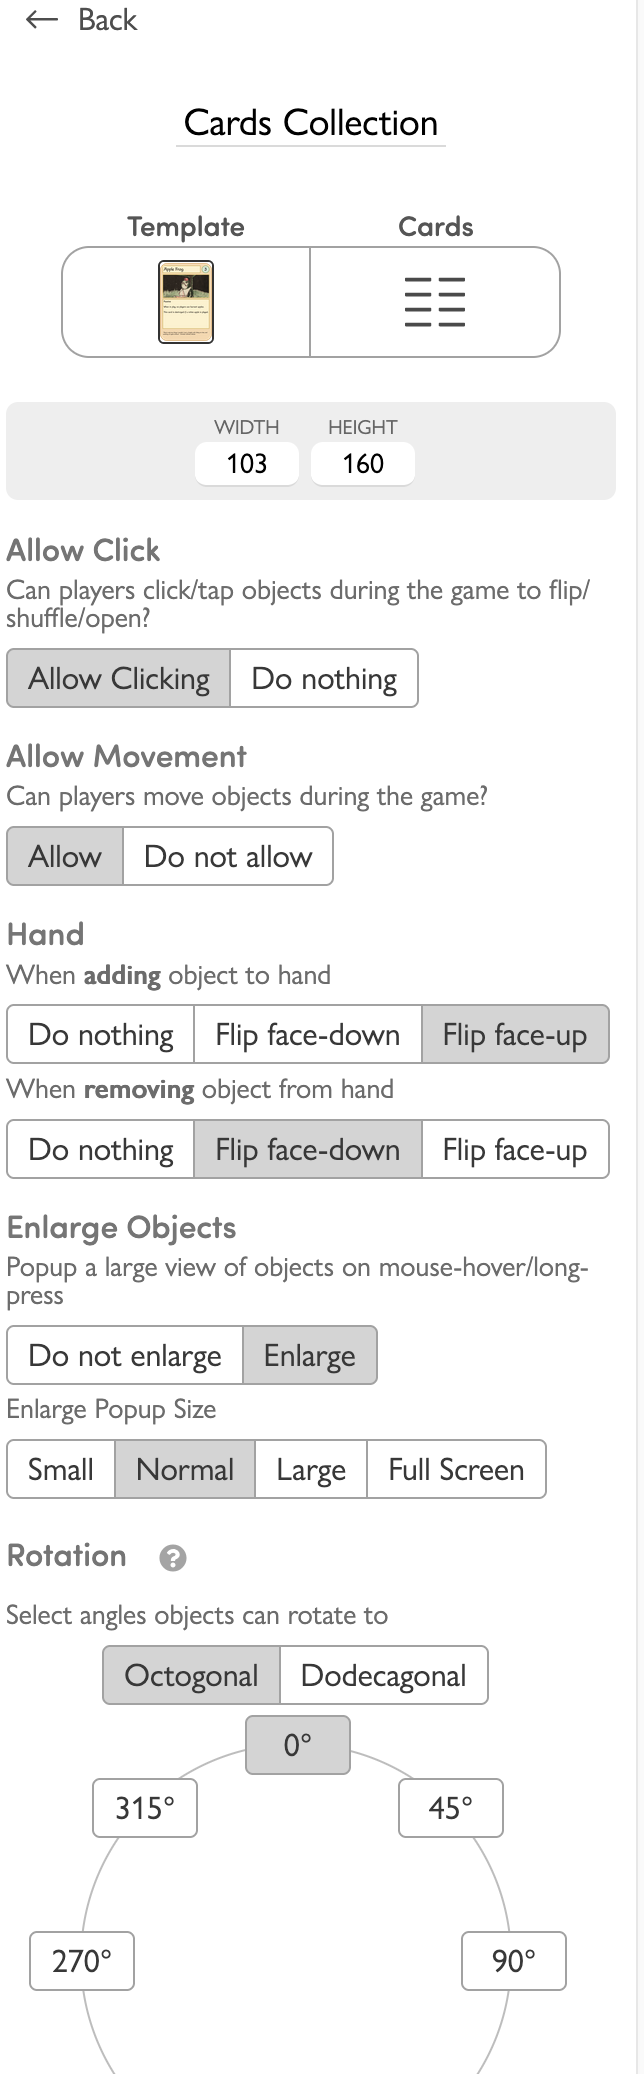 ← Back
Cards Collection
Template Cards
Apple Frog
WIDTH HEIGHT
103 160
Allow Click
Can players click/tap objects during the game to flip/
shuffle/open?
Allow Clicking Do nothing
Allow Movement
Can players move objects during the game?
Allow Do not allow
Hand
When adding object to hand
Do nothing Flip face-down Flip face-up
When removing object from hand
Do nothing Flip face-down Flip face-up
Enlarge Objects
Popup a large view of objects on mouse-hover/long-
press
Do not enlarge Enlarge
Enlarge Popup Size
Small Normal Large Full Screen
Rotation ?
Select angles objects can rotate to
Octogonal Dodecagonal
0°
315° 45°
270° 90°